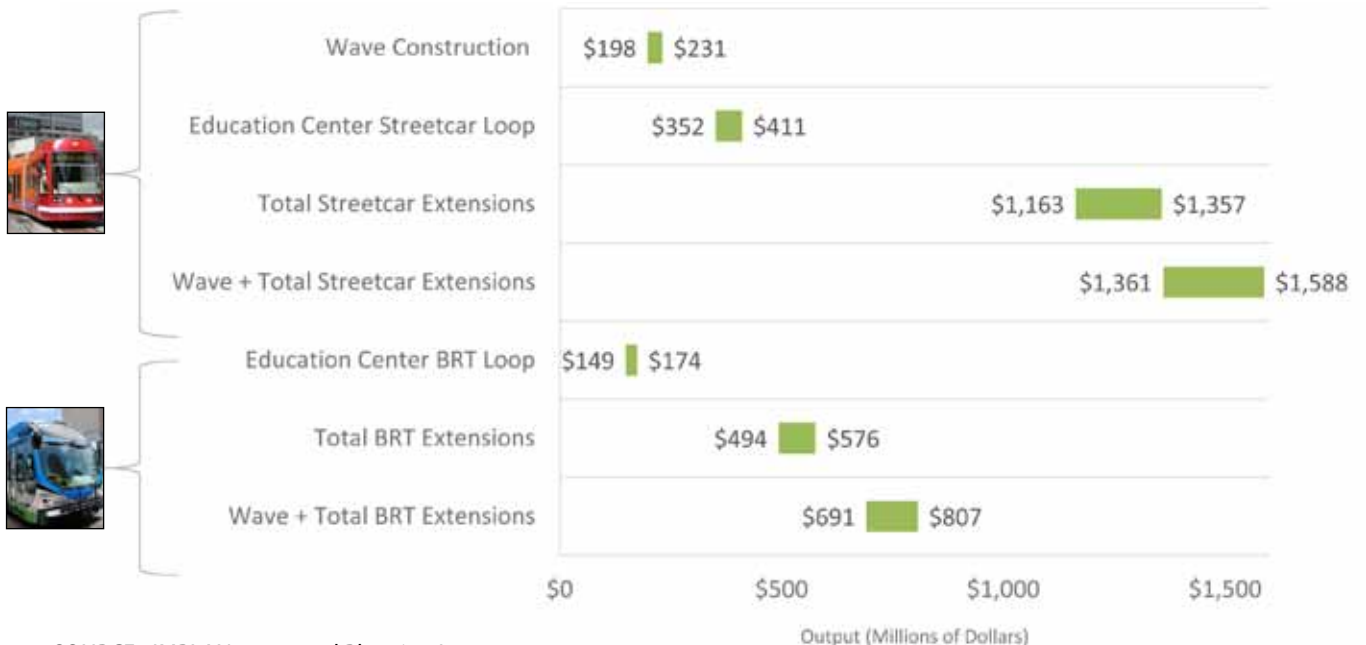 Wave Construction $198 $231
Education Center Streetcar Loop $352 $411
Total Streetcar Extensions $1,163 $1,357
Wave + Total Streetcar Extensions $1,361 $1,588
Education Center BRT Loop $149 $174
Total BRT Extensions $494 $576
Wave + Total BRT Extensions $691 $807
$0 $500 $1,000 $1,500
Output (Millions of Dollars)